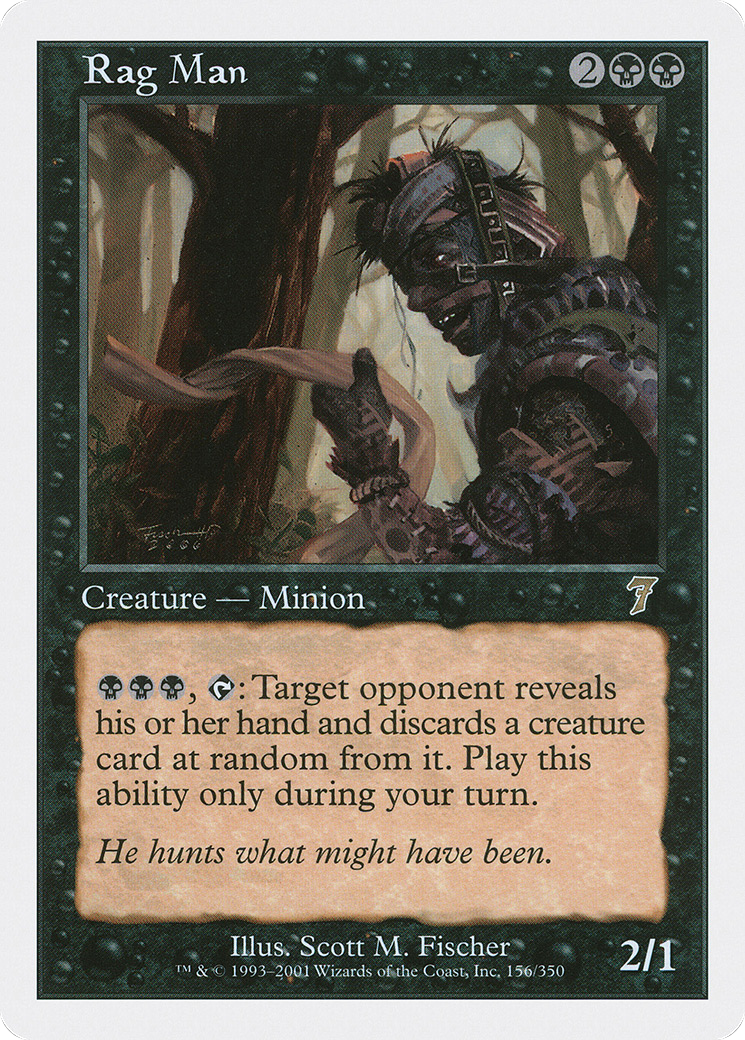 Rag Man
2
Creature — Minion
7
, : Target opponent reveals
his or her hand and discards a creature
card at random from it. Play this
ability only during your turn.
He hunts what might have been.
Illus. Scott M. Fischer
™ & © 1993–2001 Wizards of the Coast, Inc. 156/350
2/1